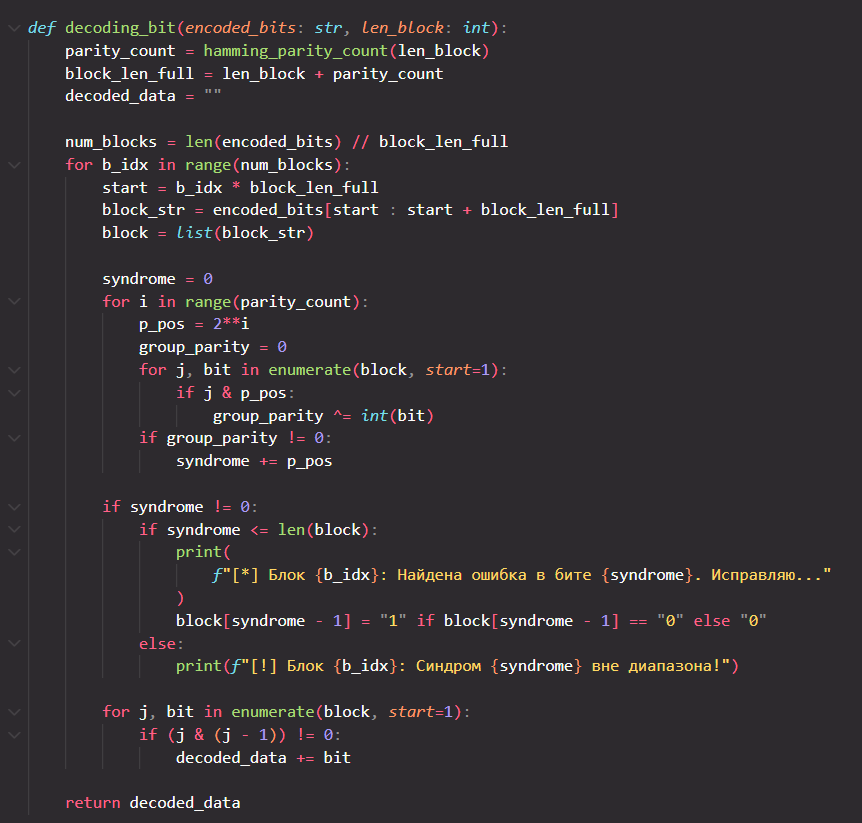 def decoding_bit(encoded_bits: str, len_block: int):
    parity_count = hamming_parity_count(len_block)
    block_len_full = len_block + parity_count
    decoded_data = ""

    num_blocks = len(encoded_bits) // block_len_full
    for b_idx in range(num_blocks):
        start = b_idx * block_len_full
        block_str = encoded_bits[start : start + block_len_full]
        block = list(block_str)

        syndrome = 0
        for i in range(parity_count):
            p_pos = 2**i
            group_parity = 0
            for j, bit in enumerate(block, start=1):
                if j & p_pos:
                    group_parity ^= int(bit)
            if group_parity != 0:
                syndrome += p_pos

        if syndrome != 0:
            if syndrome <= len(block):
                print(
                    f"[*] Блок {b_idx}: Найдена ошибка в бите {syndrome}. Исправляю..."
                )
                block[syndrome - 1] = "1" if block[syndrome - 1] == "0" else "0"
            else:
                print(f"[!] Блок {b_idx}: Синдром {syndrome} вне диапазона!")

        for j, bit in enumerate(block, start=1):
            if (j & (j - 1)) != 0:
                decoded_data += bit

    return decoded_data